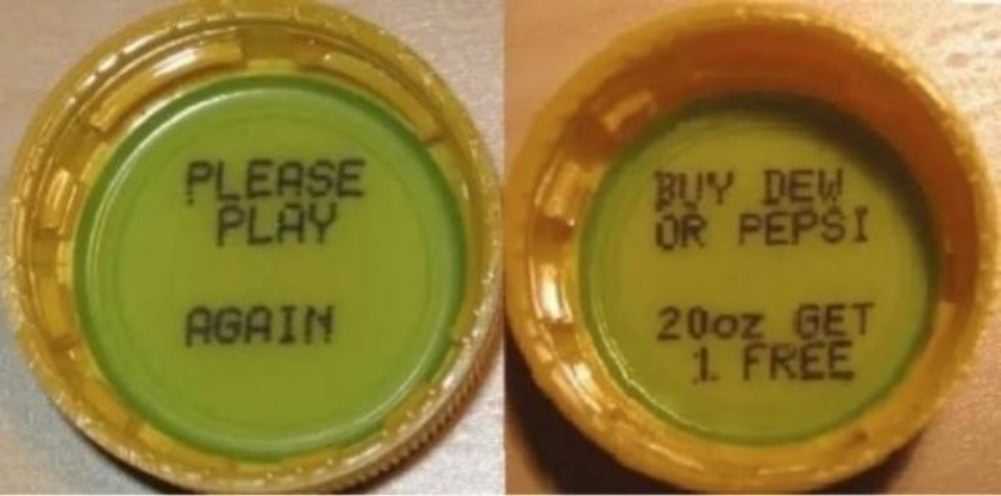 PLEASE
PLAY
AGAIN
BUY DEW
OR PEPSI
20oz GET
1 FREE